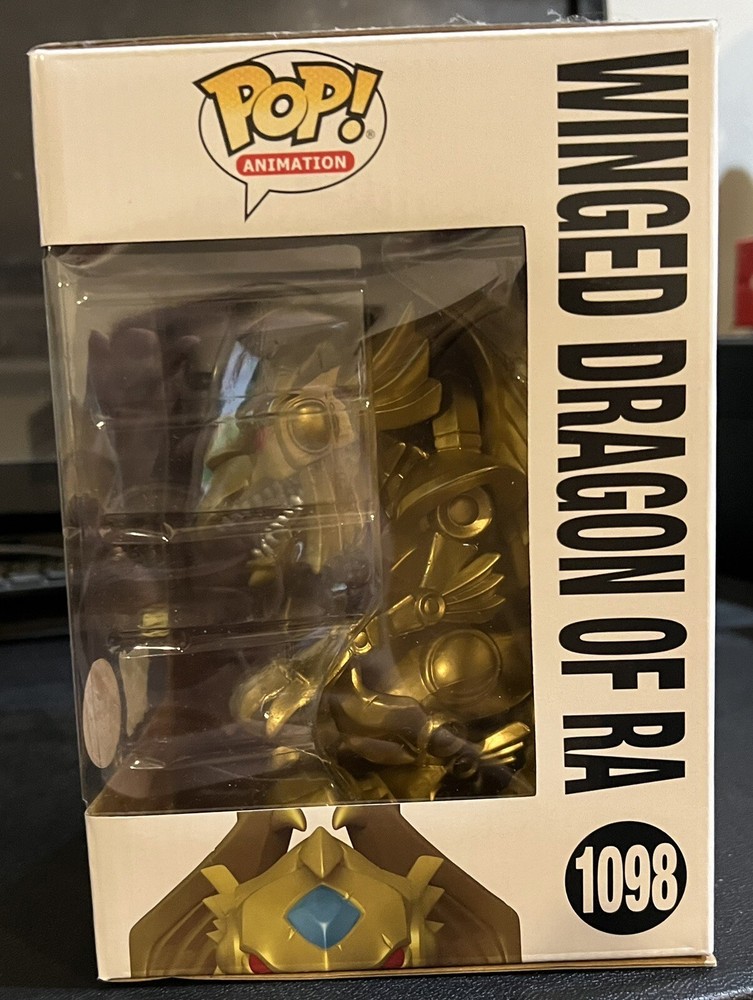 POP!
®
ANIMATION
WINGED DRAGON OF RA
1098